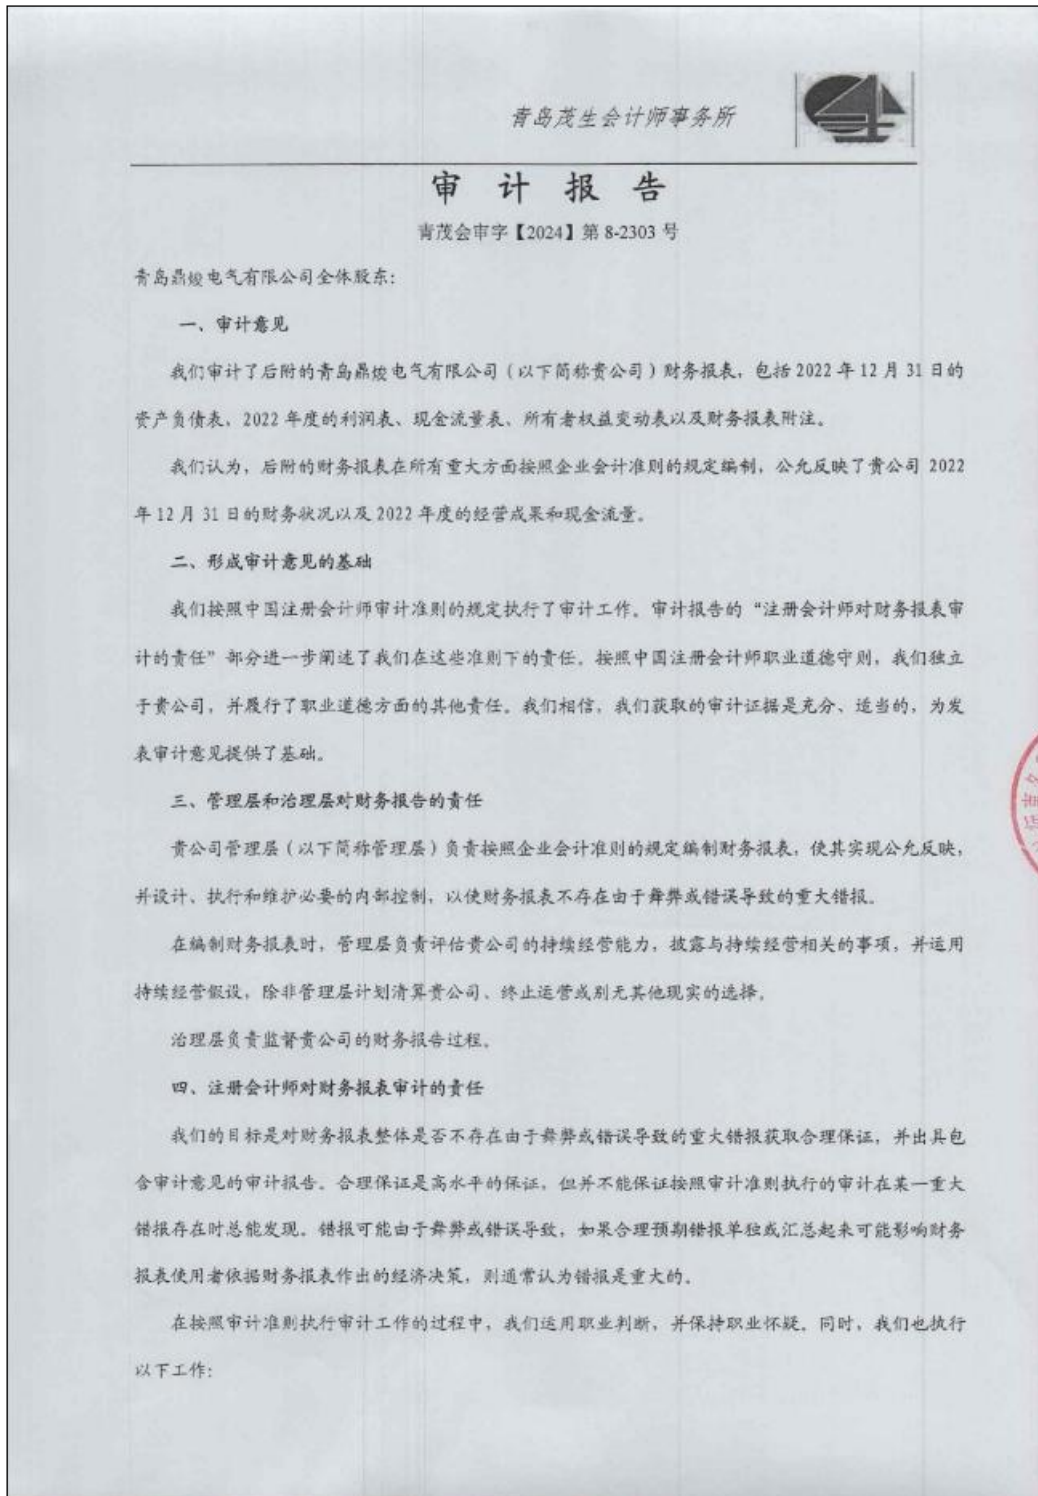 青岛茂生会计师事务所
审 计 报 告
青茂会审字【2024】第 8-2303 号
青岛鼎焌电气有限公司全体股东：
一、审计意见
我们审计了后附的青岛鼎焌电气有限公司（以下简称贵公司）财务报表，包括 2022 年 12 月 31 日的
资产负债表，2022 年度的利润表、现金流量表、所有者权益变动表以及财务报表附注。
我们认为，后附的财务报表在所有重大方面按照企业会计准则的规定编制，公允反映了贵公司 2022
年 12 月 31 日的财务状况以及 2022 年度的经营成果和现金流量。
二、形成审计意见的基础
我们按照中国注册会计师审计准则的规定执行了审计工作。审计报告的“注册会计师对财务报表审
计的责任”部分进一步阐述了我们在这些准则下的责任。按照中国注册会计师职业道德守则，我们独立
于贵公司，并履行了职业道德方面的其他责任。我们相信，我们获取的审计证据是充分、适当的，为发
表审计意见提供了基础。
三、管理层和治理层对财务报告的责任
贵公司管理层（以下简称管理层）负责按照企业会计准则的规定编制财务报表，使其实现公允反映，
并设计、执行和维护必要的内部控制，以使财务报表不存在由于舞弊或错误导致的重大错报。
在编制财务报表时，管理层负责评估贵公司的持续经营能力，披露与持续经营相关的事项，并运用
持续经营假设，除非管理层计划清算贵公司、终止运营或别无其他现实的选择。
治理层负责监督贵公司的财务报告过程。
四、注册会计师对财务报表审计的责任
我们的目标是对财务报表整体是否不存在由于舞弊或错误导致的重大错报获取合理保证，并出具包
含审计意见的审计报告。合理保证是高水平的保证，但并不能保证按照审计准则执行的审计在某一重大
错报存在时总能发现。错报可能由于舞弊或错误导致，如果合理预期错报单独或汇总起来可能影响财务
报表使用者依据财务报表作出的经济决策，则通常认为错报是重大的。
在按照审计准则执行审计工作的过程中，我们运用职业判断，并保持职业怀疑。同时，我们也执行
以下工作：